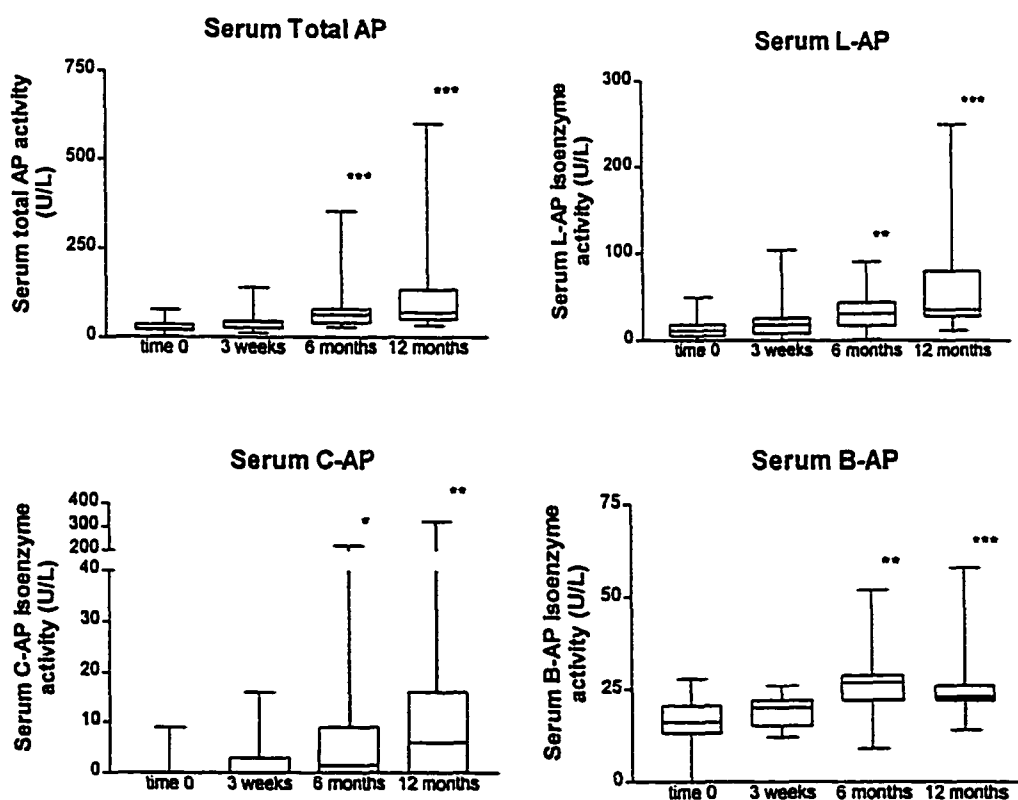 Serum Total AP
Serum total AP activity
(U/L)
750
500
250
0
***
***
time 0 3 weeks 6 months 12 months
Serum L-AP
Serum L-AP isoenzyme
activity (U/L)
300
200
100
0
**
***
time 0 3 weeks 6 months 12 months
Serum C-AP
Serum C-AP isoenzyme
activity (U/L)
400
300
200
40
30
20
10
0
*
**
time 0 3 weeks 6 months 12 months
Serum B-AP
Serum B-AP isoenzyme
activity (U/L)
75
50
25
0
**
***
time 0 3 weeks 6 months 12 months